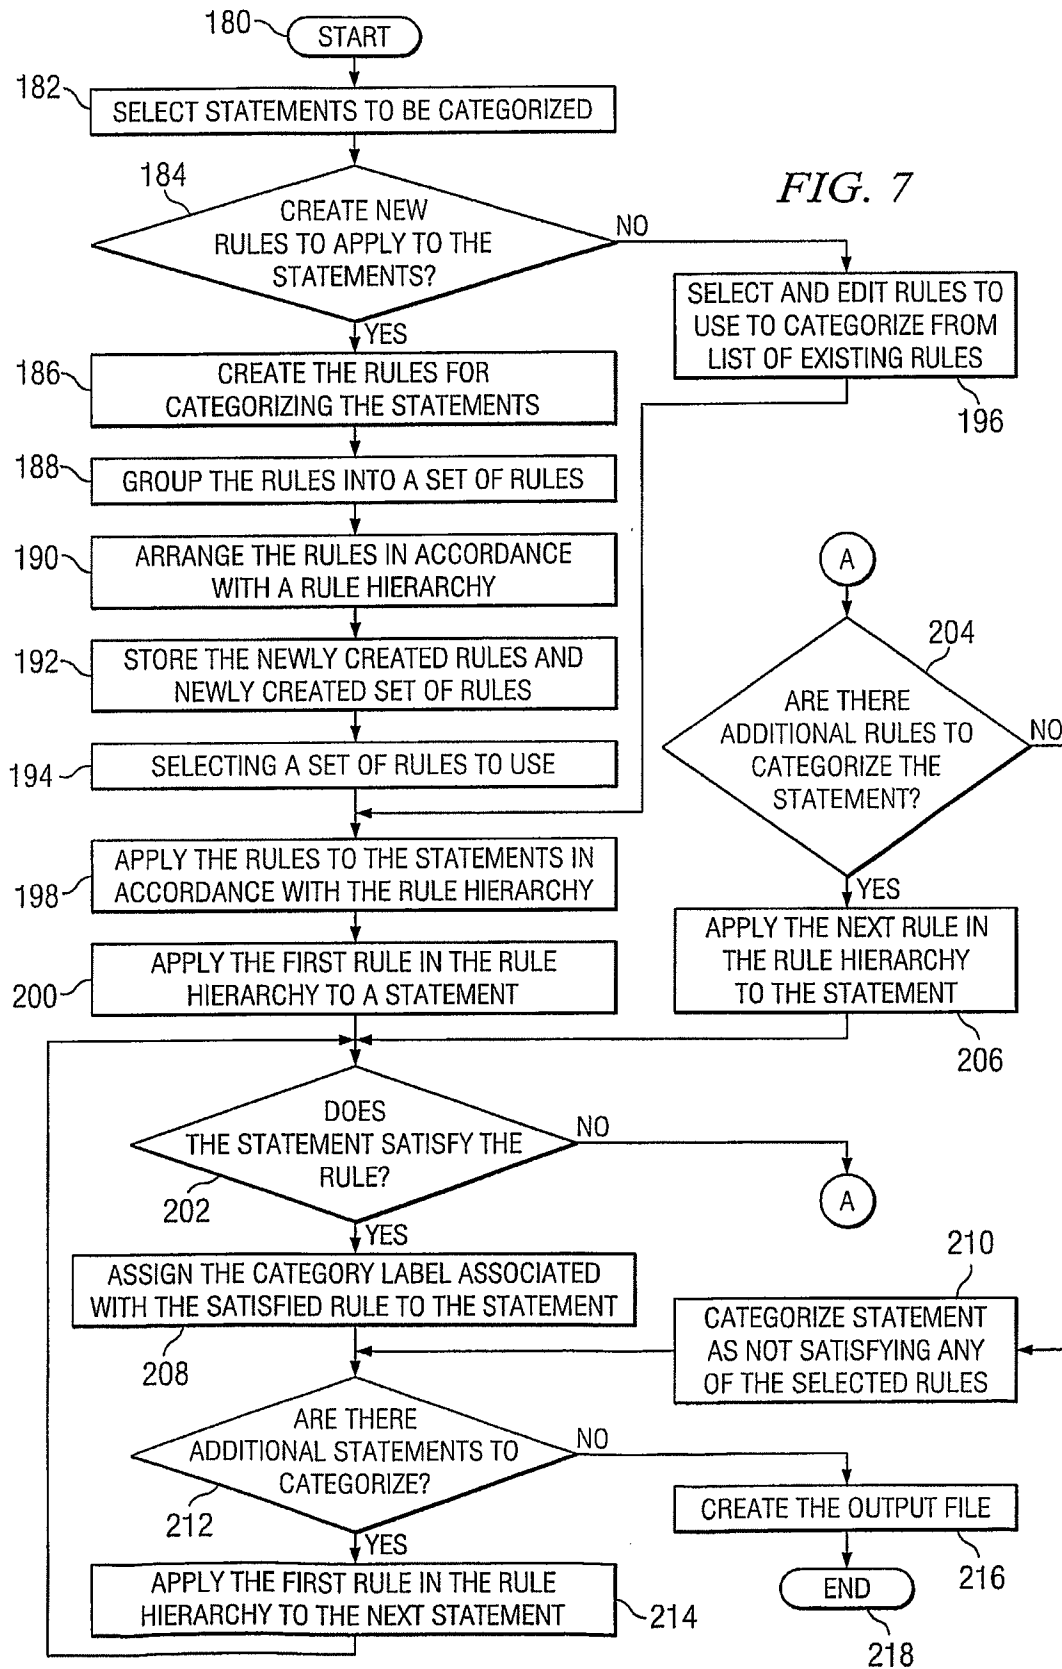 180
START
182
SELECT STATEMENTS TO BE CATEGORIZED
184
CREATE NEW
RULES TO APPLY TO THE
STATEMENTS?
NO
YES
FIG. 7
SELECT AND EDIT RULES TO
USE TO CATEGORIZE FROM
LIST OF EXISTING RULES
196
186
CREATE THE RULES FOR
CATEGORIZING THE STATEMENTS
188
GROUP THE RULES INTO A SET OF RULES
190
ARRANGE THE RULES IN ACCORDANCE
WITH A RULE HIERARCHY
192
STORE THE NEWLY CREATED RULES AND
NEWLY CREATED SET OF RULES
194
SELECTING A SET OF RULES TO USE
198
APPLY THE RULES TO THE STATEMENTS IN
ACCORDANCE WITH THE RULE HIERARCHY
200
APPLY THE FIRST RULE IN THE RULE
HIERARCHY TO A STATEMENT
A
204
ARE THERE
ADDITIONAL RULES TO
CATEGORIZE THE
STATEMENT?
NO
YES
APPLY THE NEXT RULE IN
THE RULE HIERARCHY
TO THE STATEMENT
206
DOES
THE STATEMENT SATISFY THE
RULE?
202
NO
A
YES
ASSIGN THE CATEGORY LABEL ASSOCIATED
WITH THE SATISFIED RULE TO THE STATEMENT
208
210
CATEGORIZE STATEMENT
AS NOT SATISFYING ANY
OF THE SELECTED RULES
ARE THERE
ADDITIONAL STATEMENTS TO
CATEGORIZE?
212
NO
YES
CREATE THE OUTPUT FILE
216
APPLY THE FIRST RULE IN THE RULE
HIERARCHY TO THE NEXT STATEMENT
214
END
218